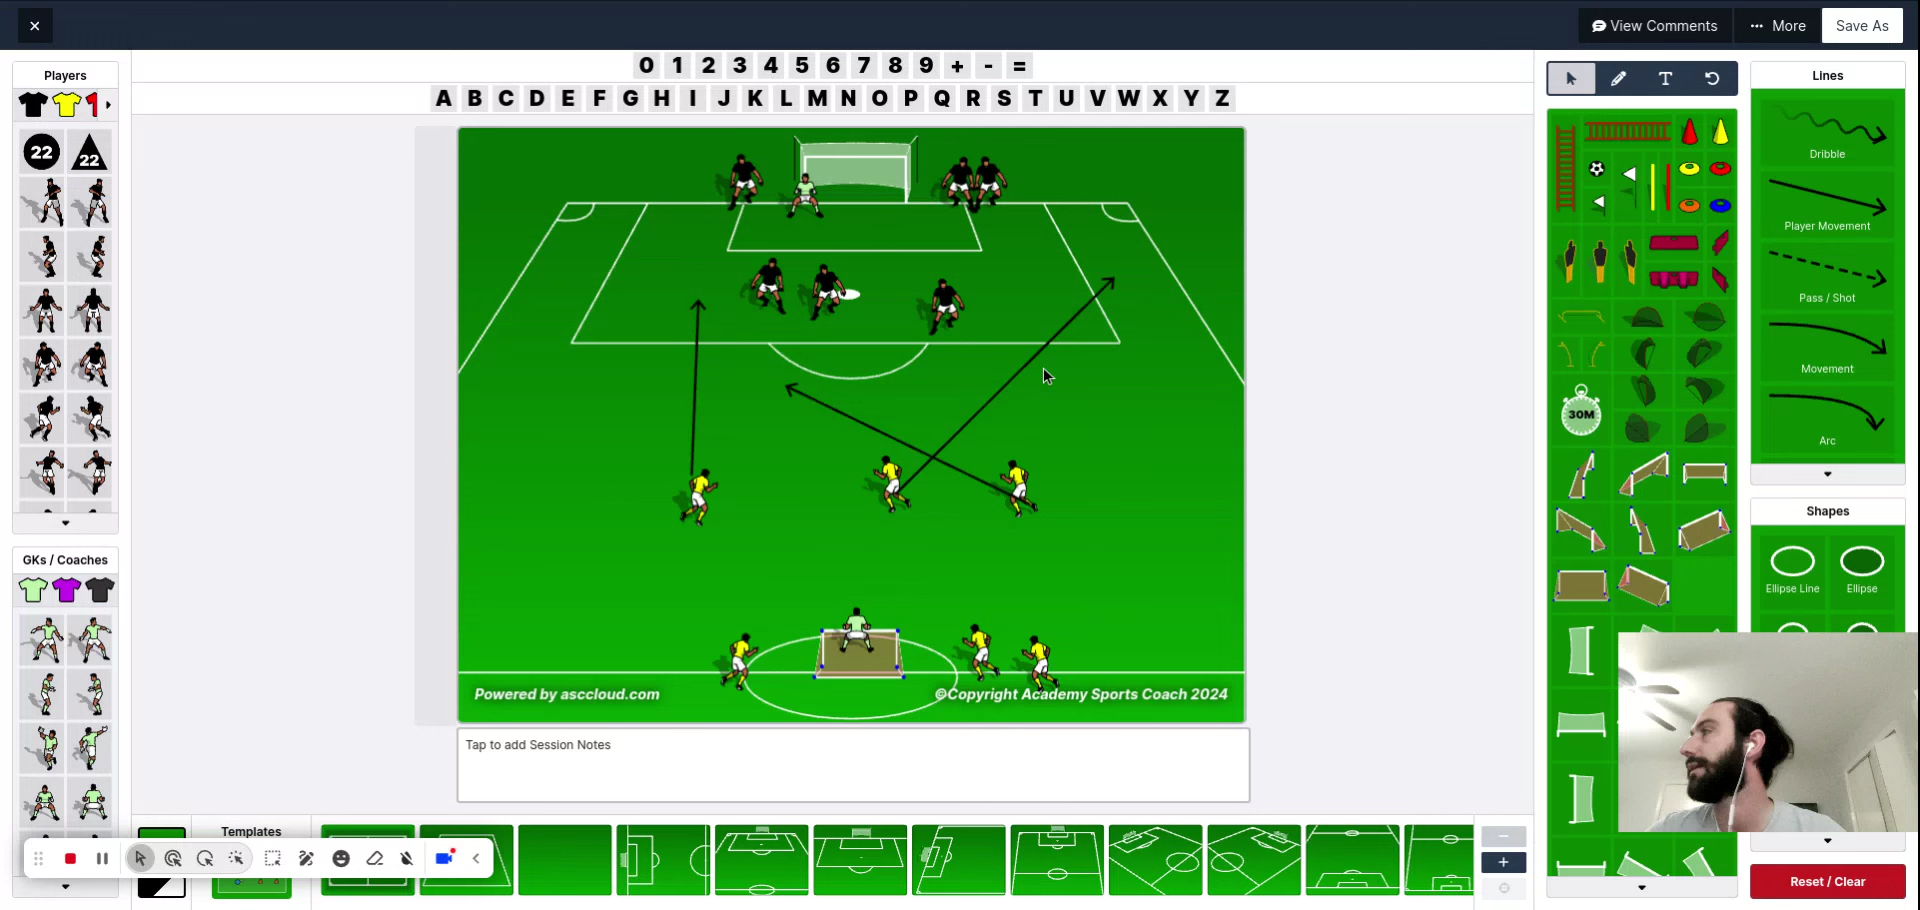 View Comments
More
Save As
Players
22
22
GKs / Coaches
0 1 2 3 4 5 6 7 8 9 + - =
A B C D E F G H I J K L M N O P Q R S T U V W X Y Z
Powered by asccloud.com
©Copyright Academy Sports Coach 2024
Tap to add Session Notes
Templates
T
30M
Lines
Dribble
Player Movement
Pass / Shot
Movement
Arc
Shapes
Ellipse Line
Ellipse
Reset / Clear